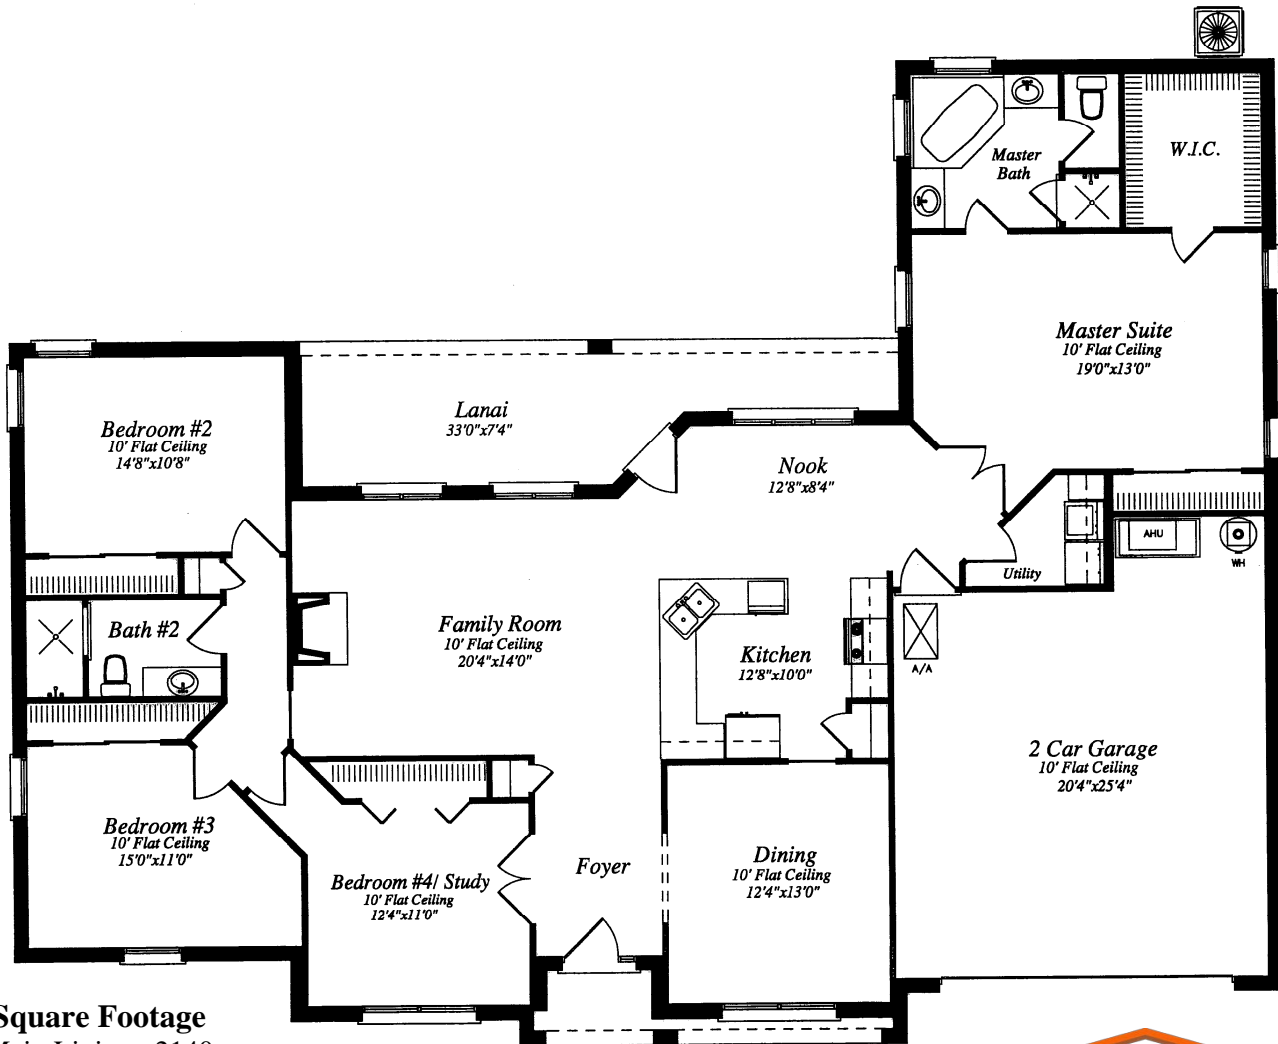 Master
Bath
W.I.C.
Master Suite
10' Flat Ceiling
19'0"x13'0"
Lanai
33'0"x7'4"
Bedroom #2
10' Flat Ceiling
14'8"x10'8"
Nook
12'8"x8'4"
AHU
WH
Utility
Bath #2
Family Room
10' Flat Ceiling
20'4"x14'0"
Kitchen
12'8"x10'0"
A/A
2 Car Garage
10' Flat Ceiling
20'4"x25'4"
Bedroom #3
10' Flat Ceiling
15'0"x11'0"
Bedroom #4/ Study
10' Flat Ceiling
12'4"x11'0"
Foyer
Dining
10' Flat Ceiling
12'4"x13'0"
Square Footage